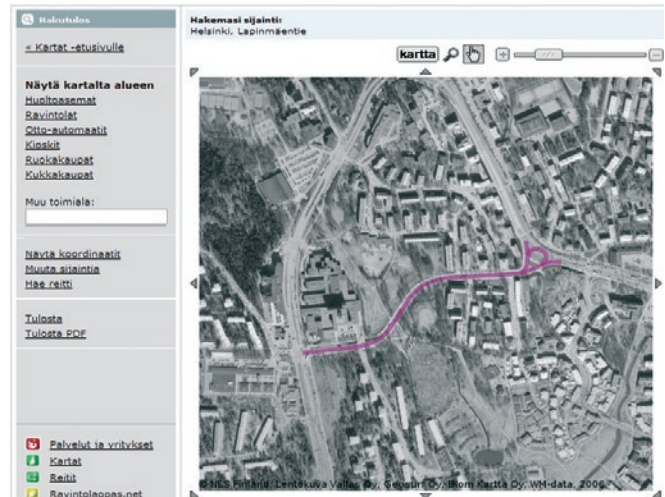 Hakutulos
« Kartat -etusivulle
Näytä kartalta alueen
Huoltoasemat
Ravintolat
Otto-automaatit
Kioskit
Ruokakaupat
Kukkakaupat
Muu toimiala:
Näytä koordinaatit
Muuta sijaintia
Hae reitti
Tulosta
Tulosta PDF
Palvelut ja yritykset
Kartat
Reitit
Ravintolaopas.net
Hakemasi sijainti:
Helsinki, Lapinmäentie
kartta
© NLS Finland, Lentokuva Vallas Oy, Geosurf Oy, Blom Kartta Oy, WM-data, 2006